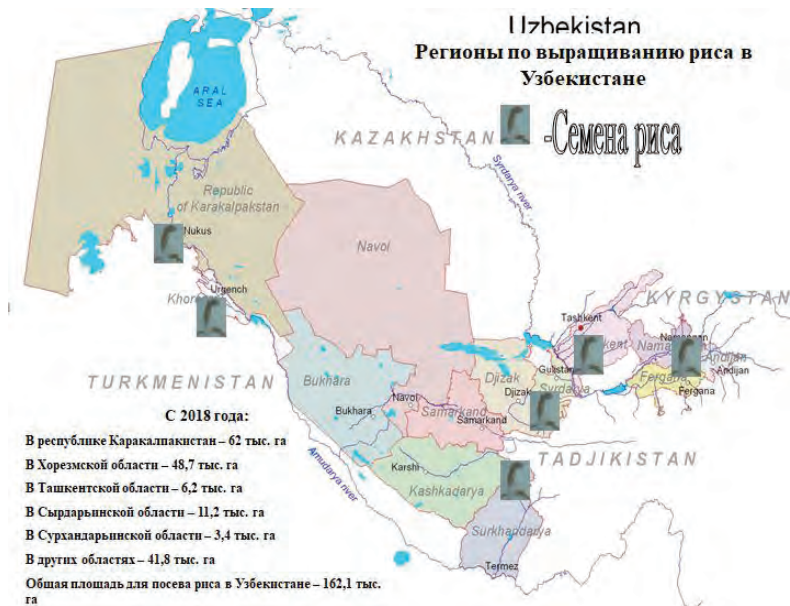 Uzbekistan
Регионы по выращиванию риса в
Узбекистане
-Семена риса
ARAL
SEA
KAZAKHSTAN
Syrdarya river
Republic
of Karakalpakstan
Nukus
Navoi
Urgench
KYRGYSTAN
Tashkent
Andijan
Andijan
Gulistan
Syrdarya
Fergana
Fergana
Djizak
Djizak
TURKMENISTAN
Bukhara
Bukhara
Navoi
Samarkand
Samarkand
TADJIKISTAN
Karshi
Kashkadarya
Amudarya river
Surkhandarya
Termez
С 2018 года:
В республике Каракалпакистан – 62 тыс. га
В Хорезмской области – 48,7 тыс. га
В Ташкентской области – 6,2 тыс. га
В Сырдарьинской области – 11,2 тыс. га
В Сурхандарьинской области – 3,4 тыс. га
В других областях – 41,8 тыс. га
Общая площадь для посева риса в Узбекистане – 162,1 тыс.
га